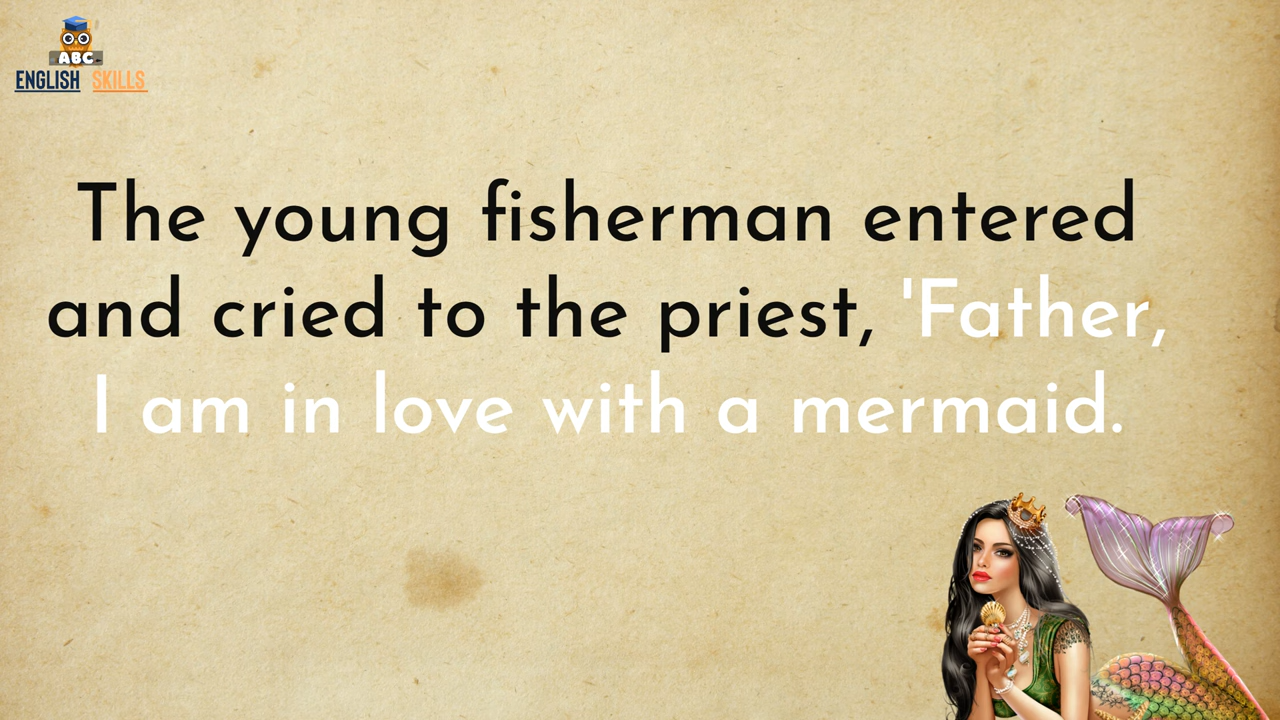 ABC
ENGLISH SKILLS
The young fisherman entered
and cried to the priest, 'Father,
I am in love with a mermaid.